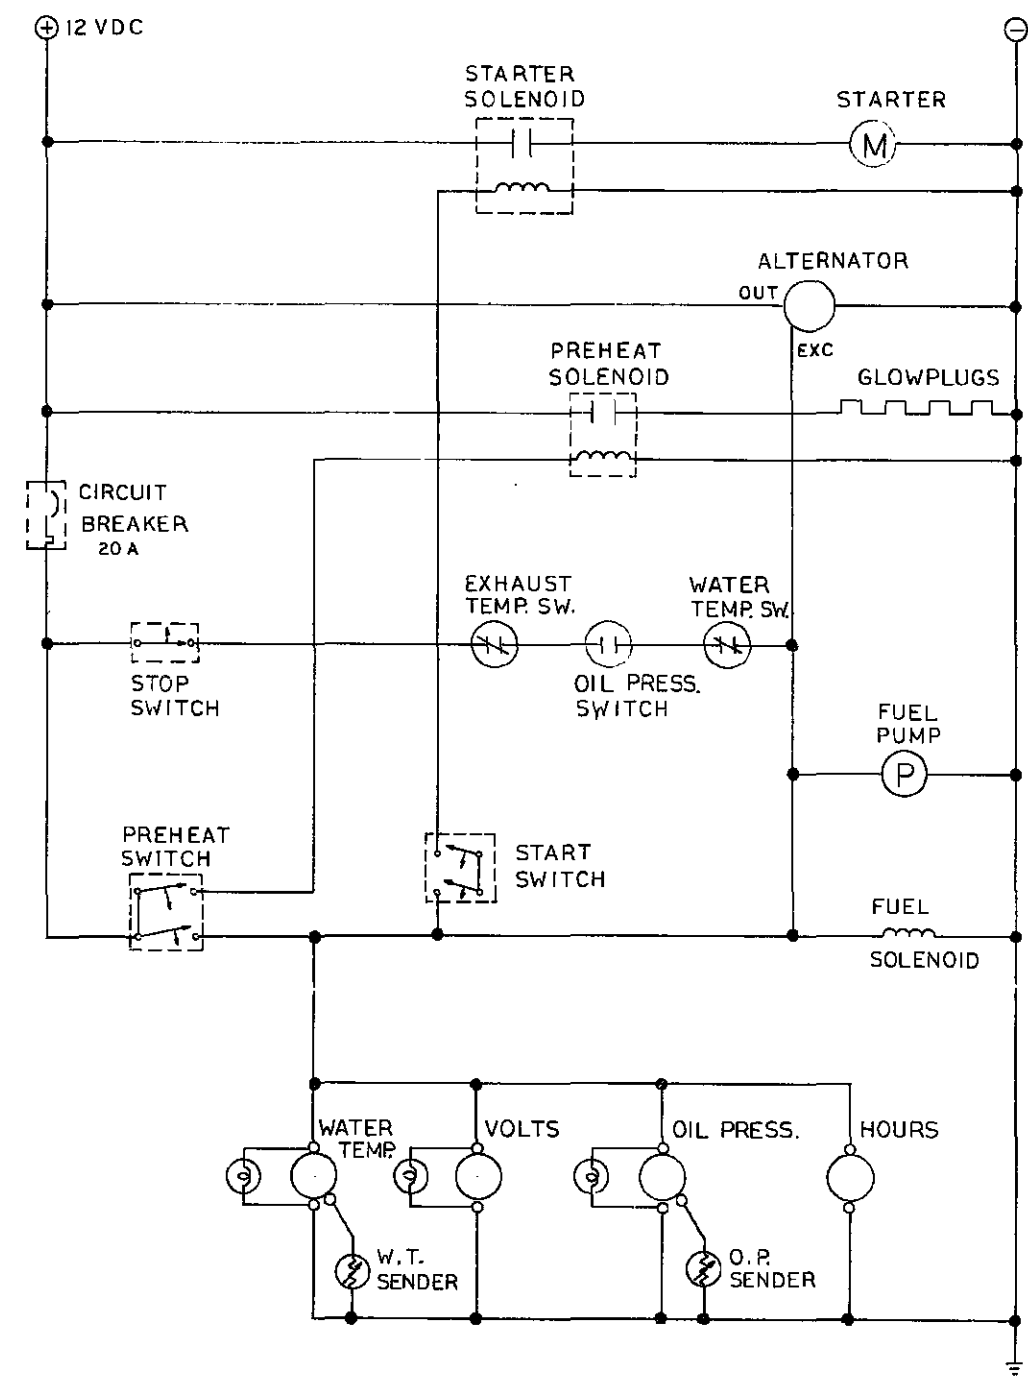 + 12 VDC
−
STARTER
SOLENOID
STARTER
M
ALTERNATOR
OUT
EXC
PREHEAT
SOLENOID
GLOWPLUGS
CIRCUIT
BREAKER
20 A
EXHAUST
TEMP. SW.
WATER
TEMP. SW.
STOP
SWITCH
OIL PRESS.
SWITCH
FUEL
PUMP
P
PREHEAT
SWITCH
START
SWITCH
FUEL
SOLENOID
WATER
TEMP.
VOLTS
OIL PRESS.
HOURS
W.T.
SENDER
O.P.
SENDER